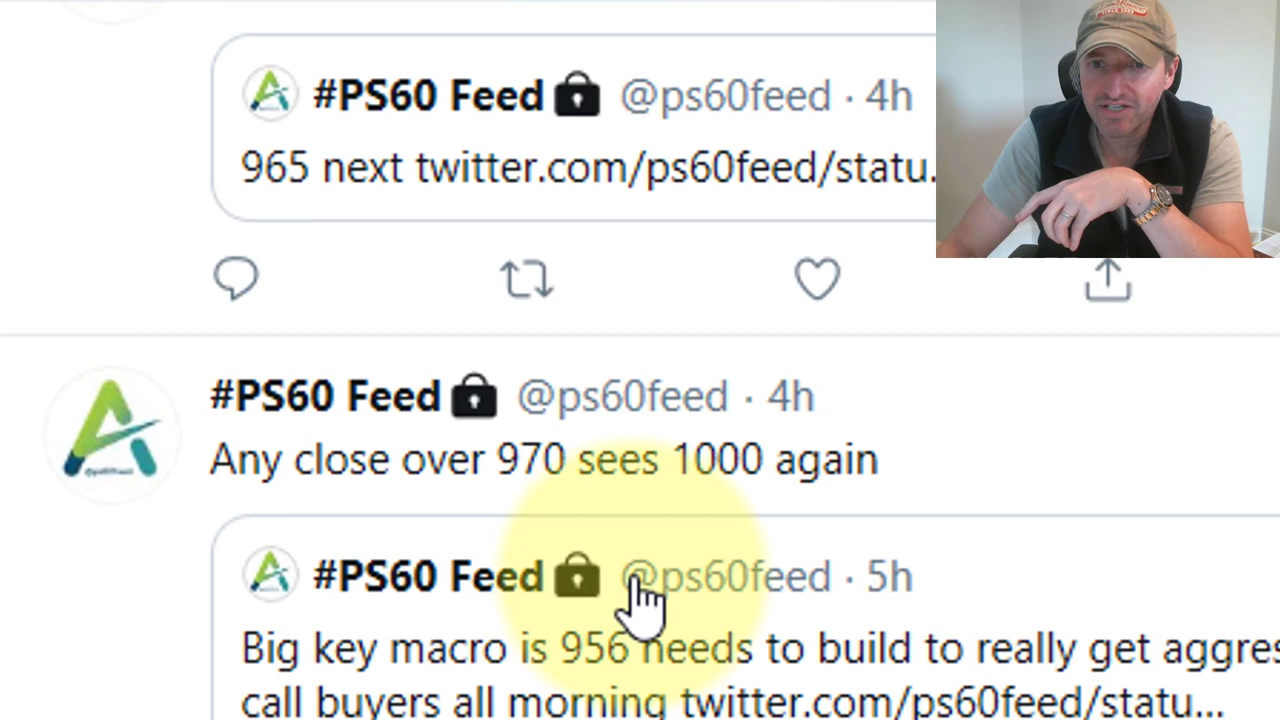 #PS60 Feed @ps60feed · 4h
965 next twitter.com/ps60feed/statu.
#PS60 Feed @ps60feed · 4h
Any close over 970 sees 1000 again
#PS60 Feed @ps60feed · 5h
Big key macro is 956 needs to build to really get aggres
call buyers all morning twitter.com/ps60feed/statu...